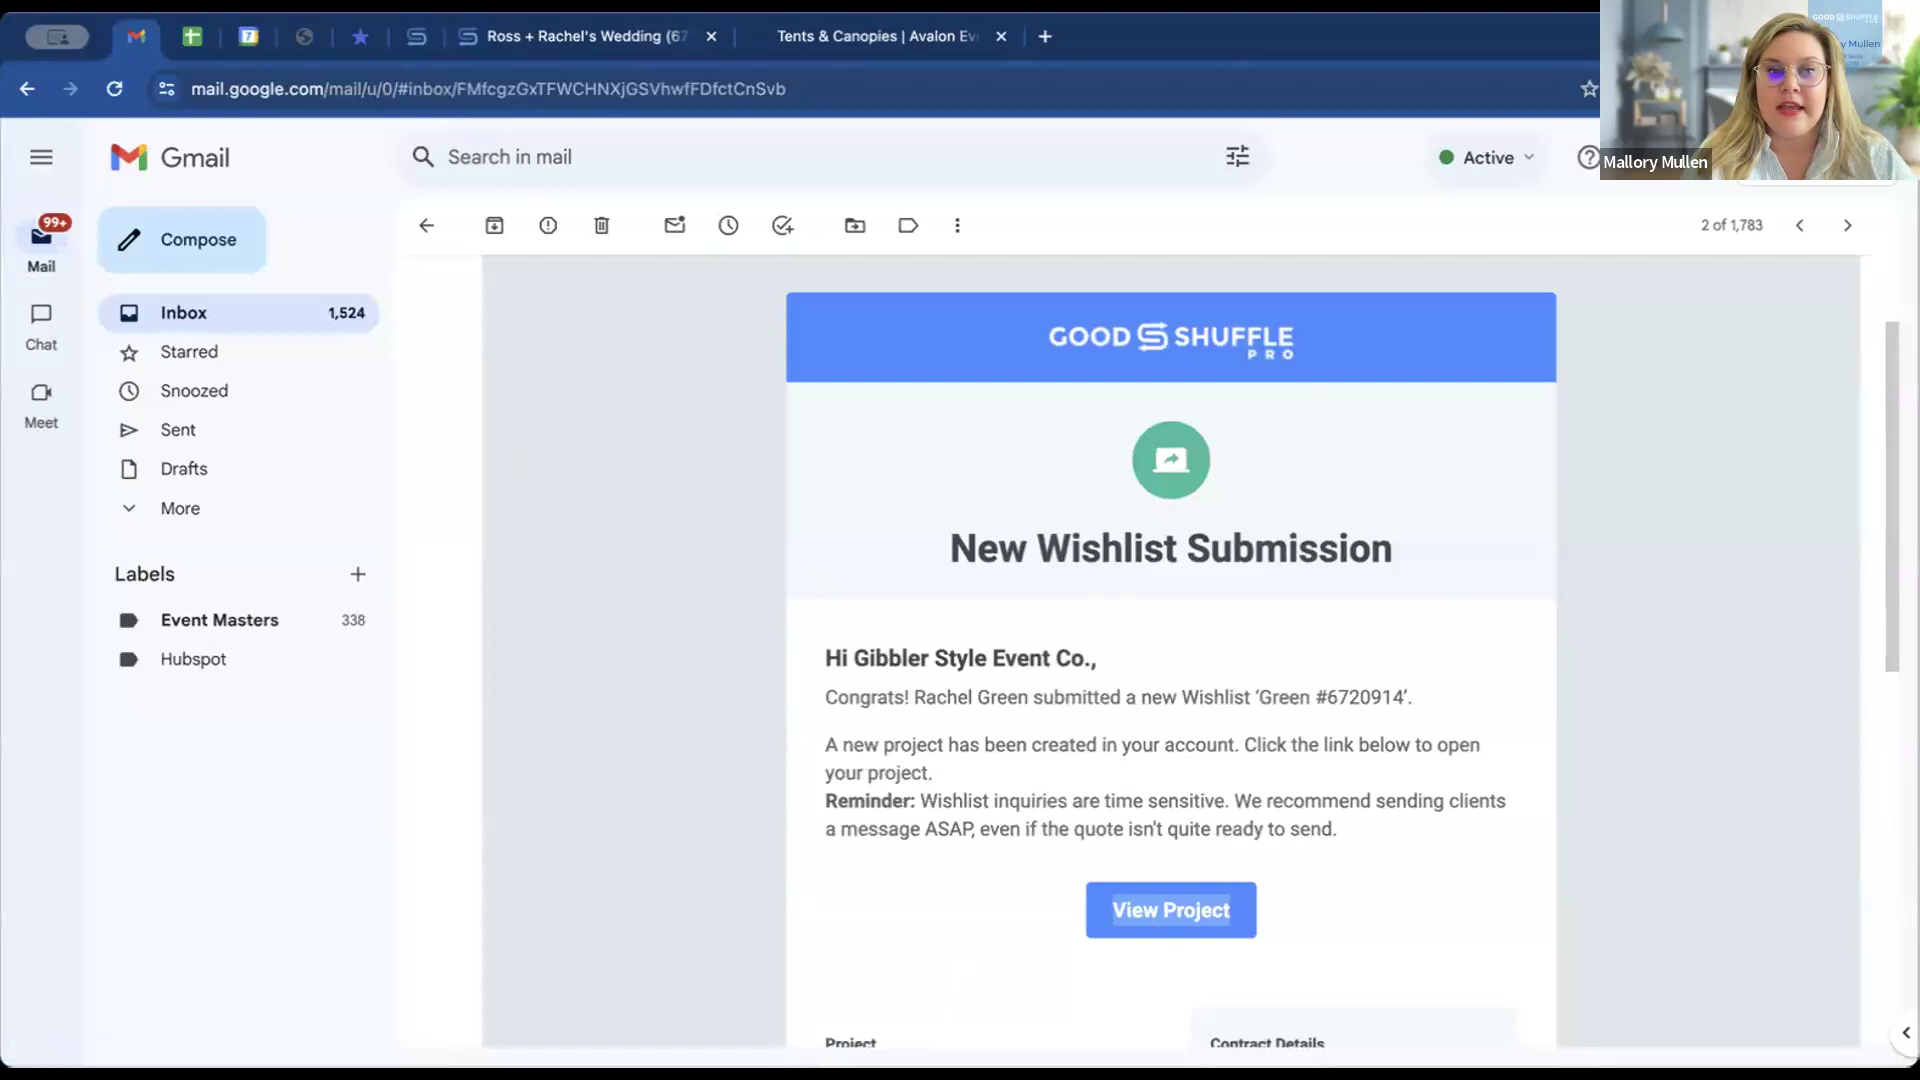 Ross + Rachel's Wedding (67
Tents & Canopies | Avalon Eve
mail.google.com/mail/u/0/#inbox/FMfcgzGxTFWCHNXjGSVhwfFDfctCnSvb
GOOD SHUFFLE
y Mullen
Mallory Mullen
Gmail
Search in mail
Active
99+
Mail
Compose
2 of 1,783
Chat
Meet
Inbox 1,524
Starred
Snoozed
Sent
Drafts
More
Labels
Event Masters 338
Hubspot
GOOD SHUFFLE
PRO
New Wishlist Submission
Hi Gibbler Style Event Co.,
Congrats! Rachel Green submitted a new Wishlist ‘Green #6720914’.
A new project has been created in your account. Click the link below to open
your project.
Reminder: Wishlist inquiries are time sensitive. We recommend sending clients
a message ASAP, even if the quote isn't quite ready to send.
View Project
Project
Contract Details